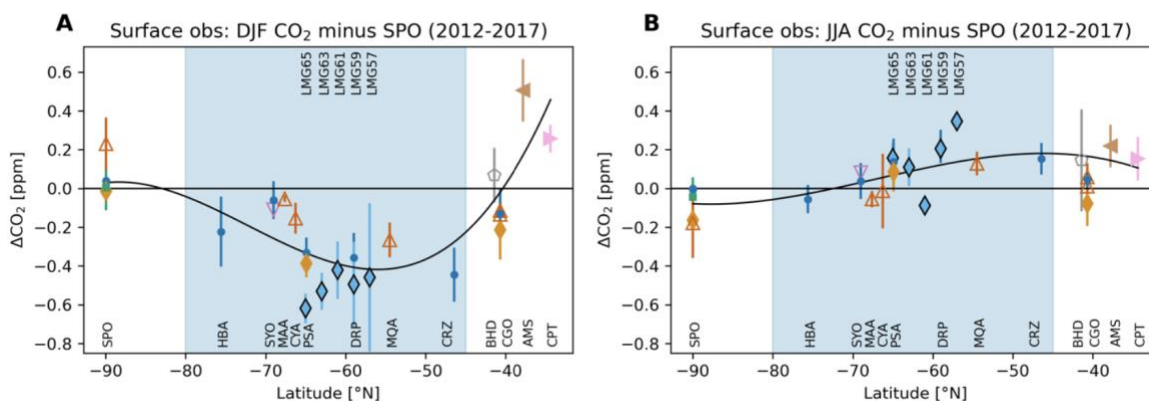 A
Surface obs: DJF CO₂ minus SPO (2012-2017)
ΔCO₂ [ppm]
0.6
0.4
0.2
0.0
−0.2
−0.4
−0.6
−0.8
LMG65
LMG63
LMG61
LMG59
LMG57
SPO
HBA
SYO
MAA
CYA
PSA
DRP
MQA
CRZ
BHD
CGO
AMS
CPT
−90
−80
−70
−60
−50
−40
Latitude [°N]
B
Surface obs: JJA CO₂ minus SPO (2012-2017)
ΔCO₂ [ppm]
0.6
0.4
0.2
0.0
−0.2
−0.4
−0.6
−0.8
LMG65
LMG63
LMG61
LMG59
LMG57
SPO
HBA
SYO
MAA
CYA
PSA
DRP
MQA
CRZ
BHD
CGO
AMS
CPT
−90
−80
−70
−60
−50
−40
Latitude [°N]